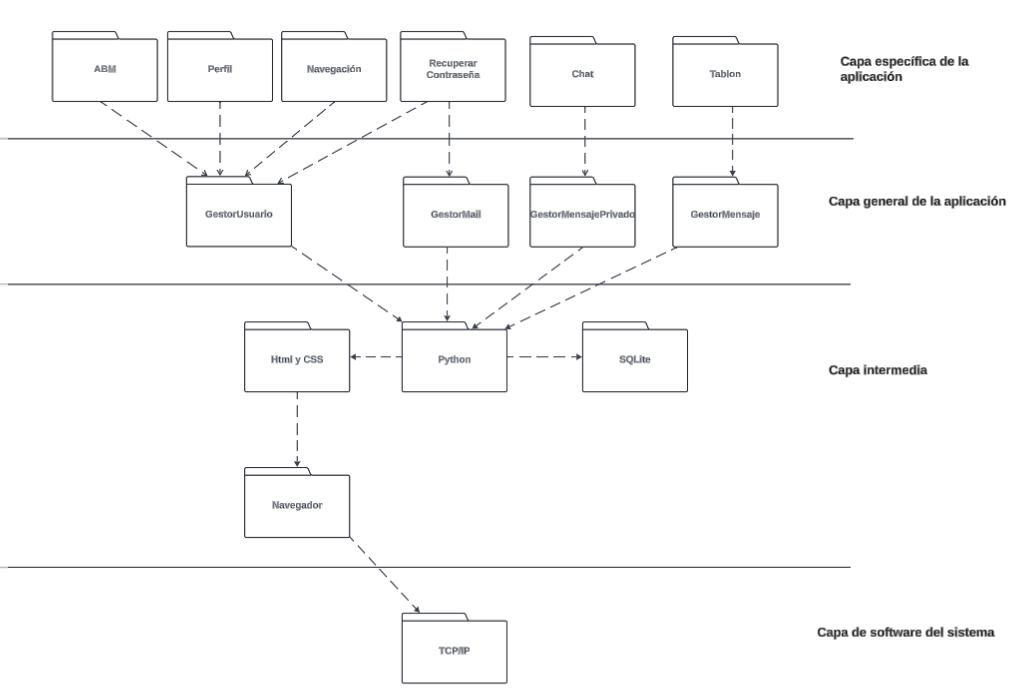 ABM
Perfil
Navegación
Recuperar
Contraseña
Chat
Tablon
Capa específica de la
aplicación
GestorUsuario
GestorMail
GestorMensajePrivado
GestorMensaje
Capa general de la aplicación
Html y CSS
Python
SQLite
Capa intermedia
Navegador
TCP/IP
Capa de software del sistema